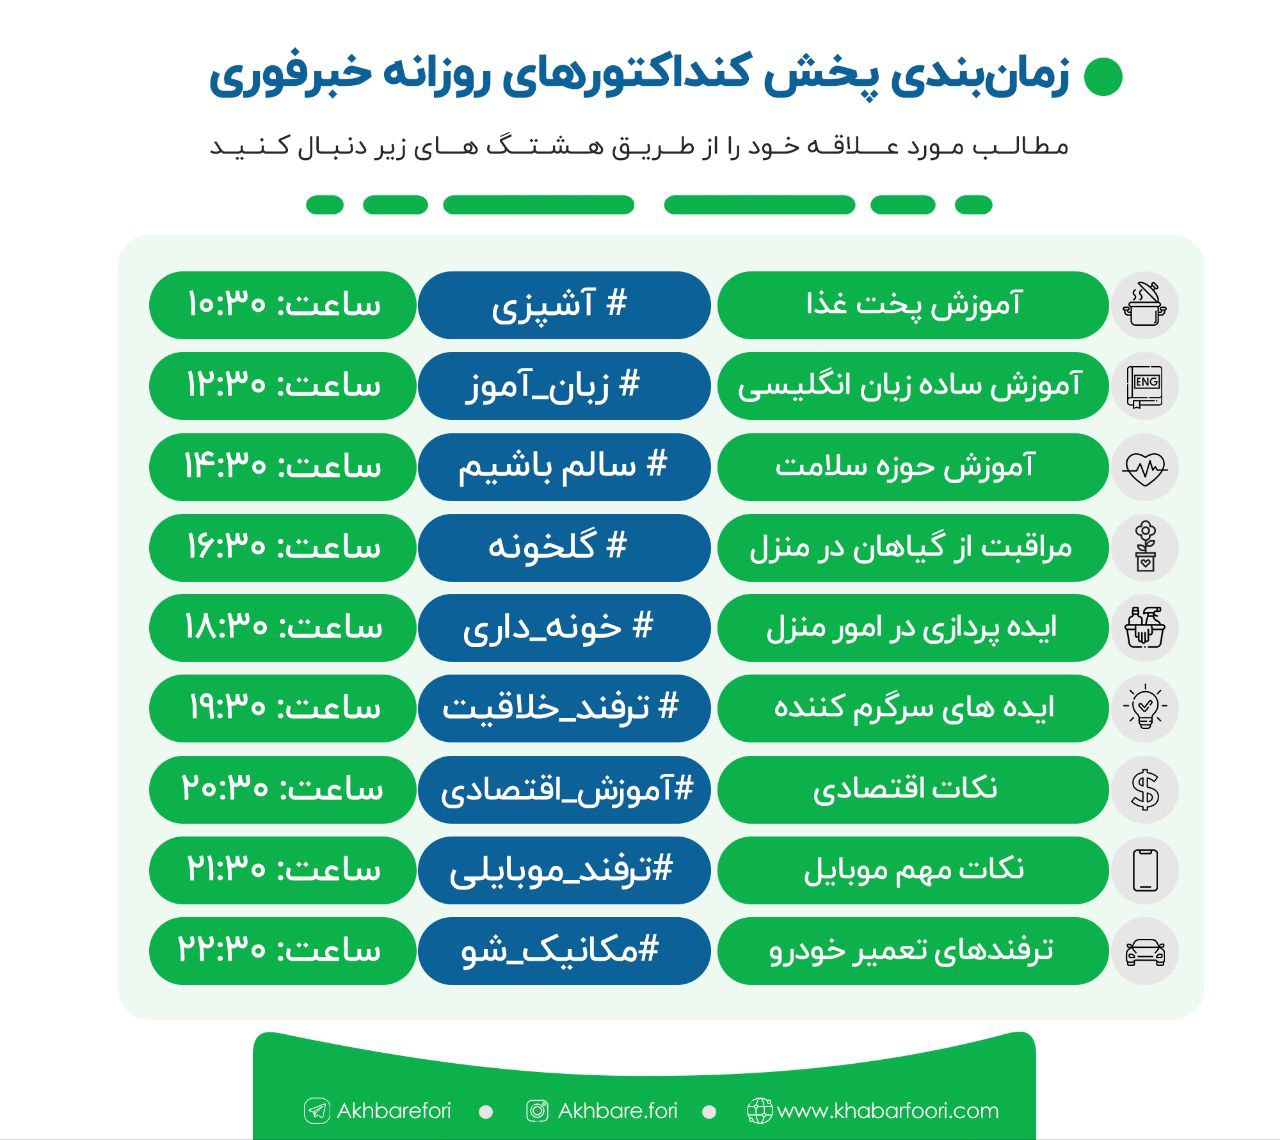 زمان‌بندی پخش کنداکتورهای روزانه خبرفوری
مطالب مورد علاقه خود را از طریق هشتگ های زیر دنبال کنید
آموزش پخت غذا # آشپزی ساعت: ۱۰:۳۰
ENG آموزش ساده زبان انگلیسی # زبان_آموز ساعت: ۱۲:۳۰
آموزش حوزه سلامت # سالم باشیم ساعت: ۱۴:۳۰
مراقبت از گیاهان در منزل # گلخونه ساعت: ۱۶:۳۰
ایده پردازی در امور منزل # خونه_داری ساعت: ۱۸:۳۰
ایده های سرگرم کننده # ترفند_خلاقیت ساعت: ۱۹:۳۰
نکات اقتصادی #آموزش_اقتصادی ساعت: ۲۰:۳۰
نکات مهم موبایل #ترفند_موبایلی ساعت: ۲۱:۳۰
ترفندهای تعمیر خودرو #مکانیک_شو ساعت: ۲۲:۳۰
Akhbarefori Akhbare.fori www.khabarfoori.com